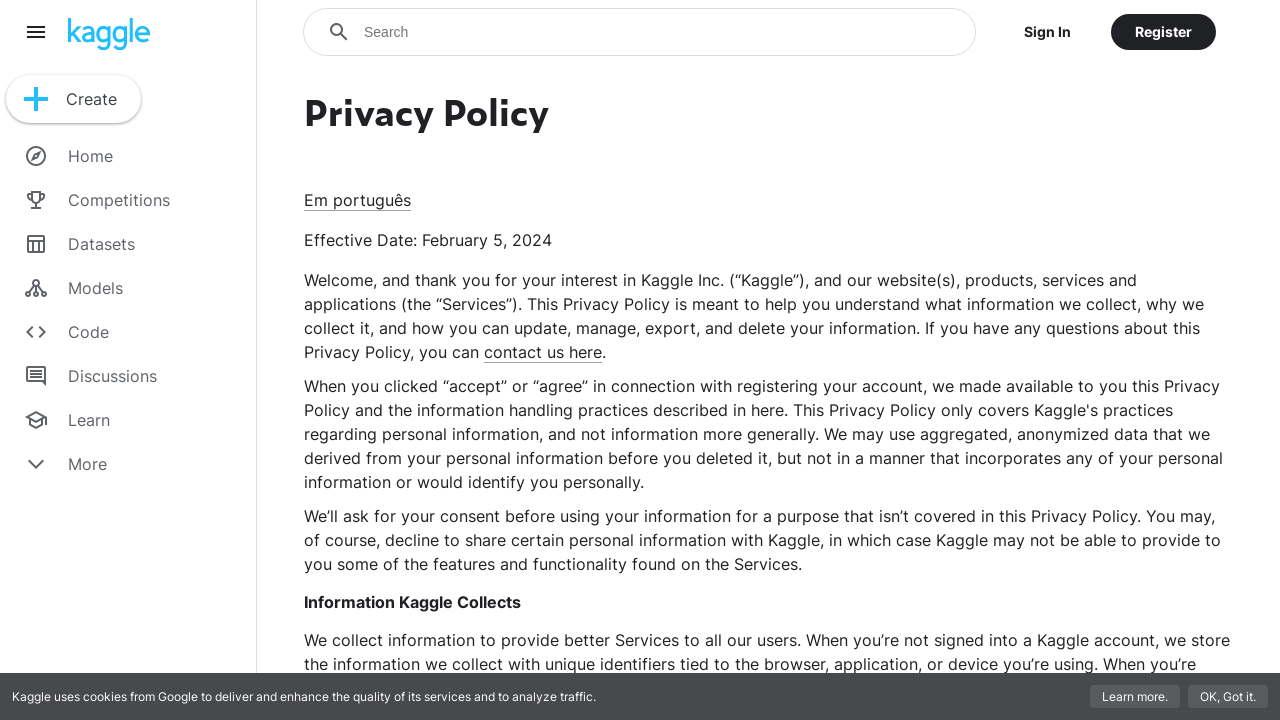 kaggle
Search
Sign In
Register
Create
Home
Competitions
Datasets
Models
Code
Discussions
Learn
More
Privacy Policy
Em português
Effective Date: February 5, 2024
Welcome, and thank you for your interest in Kaggle Inc. (“Kaggle”), and our website(s), products, services and
applications (the “Services”). This Privacy Policy is meant to help you understand what information we collect, why we
collect it, and how you can update, manage, export, and delete your information. If you have any questions about this
Privacy Policy, you can contact us here.
When you clicked “accept” or “agree” in connection with registering your account, we made available to you this Privacy
Policy and the information handling practices described in here. This Privacy Policy only covers Kaggle's practices
regarding personal information, and not information more generally. We may use aggregated, anonymized data that we
derived from your personal information before you deleted it, but not in a manner that incorporates any of your personal
information or would identify you personally.
We’ll ask for your consent before using your information for a purpose that isn’t covered in this Privacy Policy. You may,
of course, decline to share certain personal information with Kaggle, in which case Kaggle may not be able to provide to
you some of the features and functionality found on the Services.
Information Kaggle Collects
We collect information to provide better Services to all our users. When you’re not signed into a Kaggle account, we store
the information we collect with unique identifiers tied to the browser, application, or device you’re using. When you’re
Kaggle uses cookies from Google to deliver and enhance the quality of its services and to analyze traffic.
Learn more.
OK, Got it.